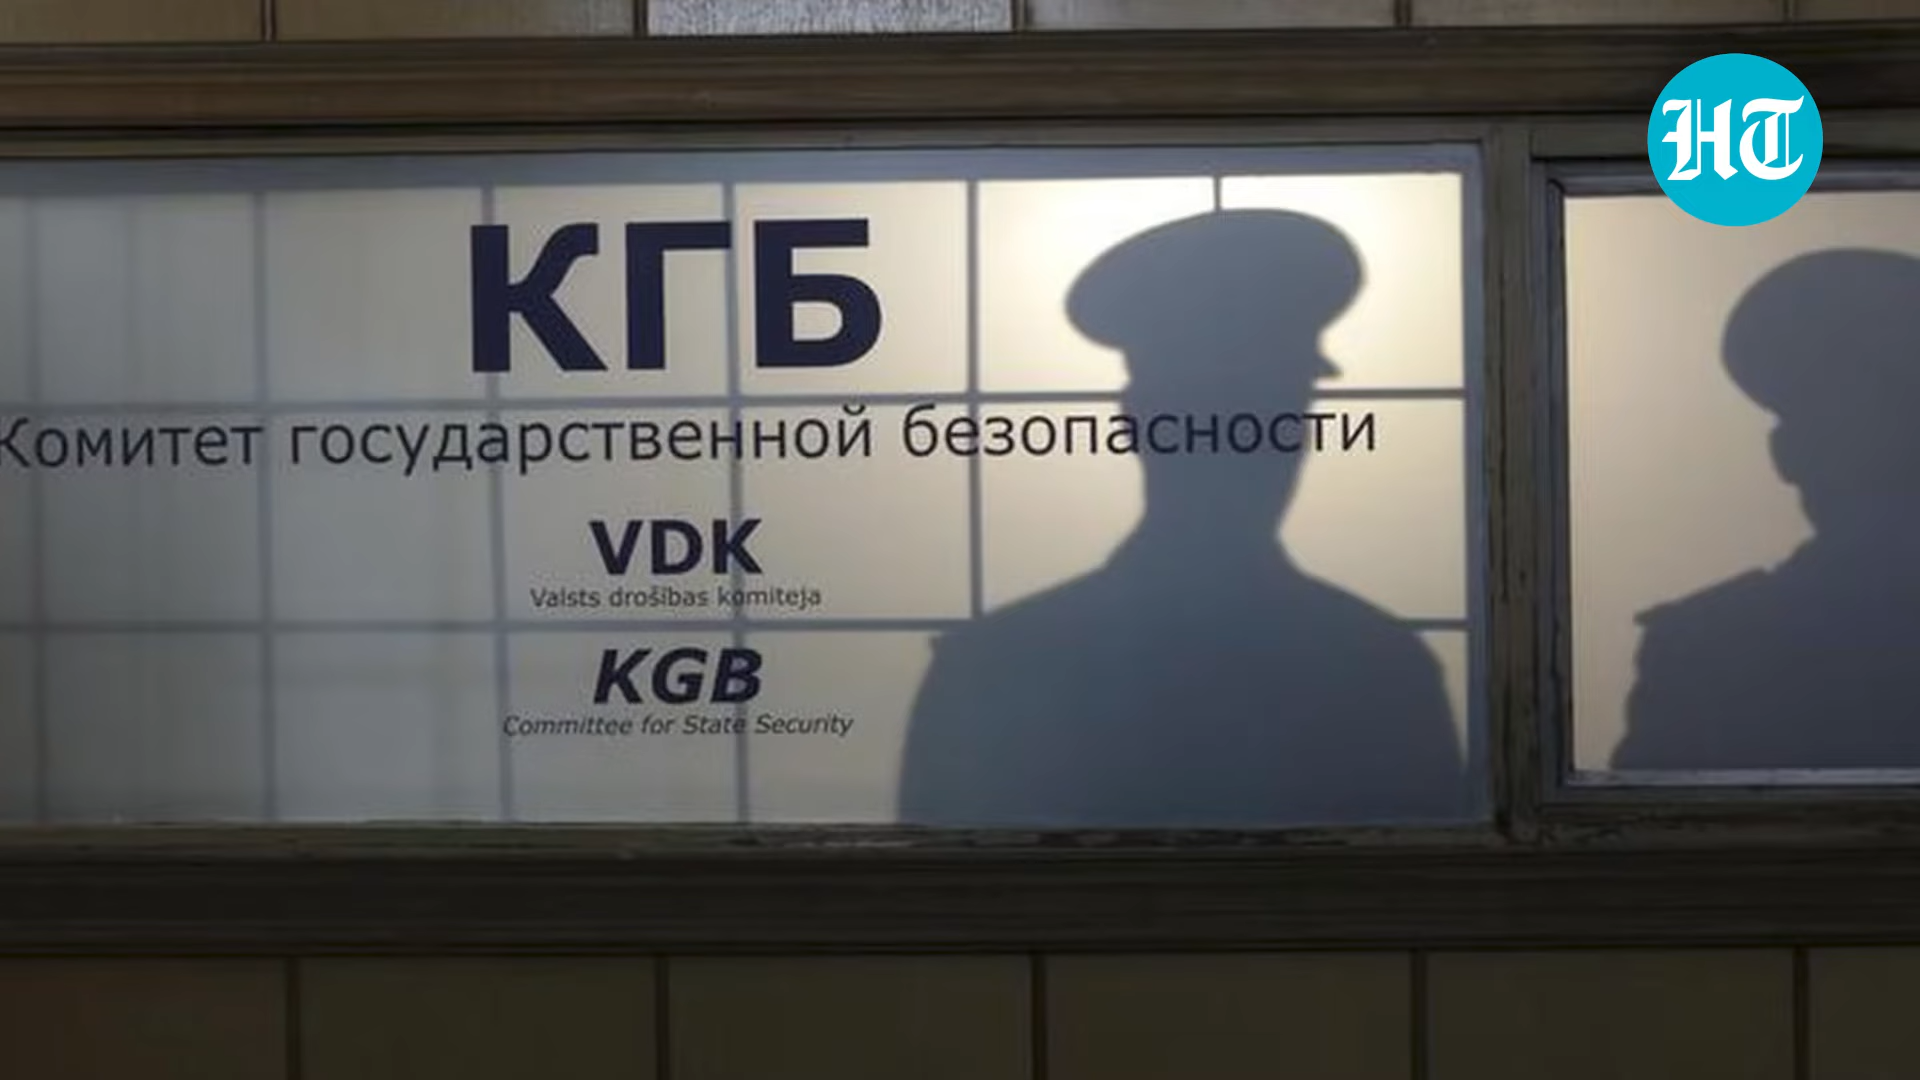 HT
КГБ
Комитет государственной безопасности
VDK
Valsts drošības komiteja
KGB
Committee for State Security